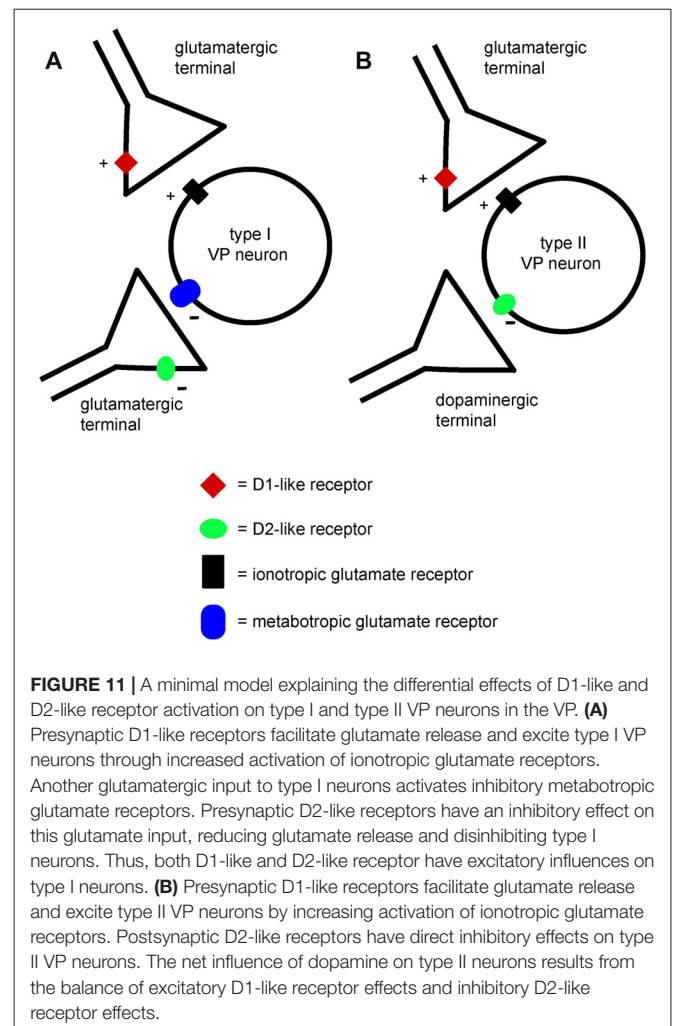 A
glutamatergic
terminal
+
+
type I
VP neuron
-
-
glutamatergic
terminal
B
glutamatergic
terminal
+
+
type II
VP neuron
-
dopaminergic
terminal
= D1-like receptor
= D2-like receptor
= ionotropic glutamate receptor
= metabotropic glutamate receptor
FIGURE 11 | A minimal model explaining the differential effects of D1-like and
D2-like receptor activation on type I and type II VP neurons in the VP. (A)
Presynaptic D1-like receptors facilitate glutamate release and excite type I VP
neurons through increased activation of ionotropic glutamate receptors.
Another glutamatergic input to type I neurons activates inhibitory metabotropic
glutamate receptors. Presynaptic D2-like receptors have an inhibitory effect on
this glutamate input, reducing glutamate release and disinhibiting type I
neurons. Thus, both D1-like and D2-like receptor have excitatory influences on
type I neurons. (B) Presynaptic D1-like receptors facilitate glutamate release
and excite type II VP neurons by increasing activation of ionotropic glutamate
receptors. Postsynaptic D2-like receptors have direct inhibitory effects on type
II VP neurons. The net influence of dopamine on type II neurons results from
the balance of excitatory D1-like receptor effects and inhibitory D2-like
receptor effects.